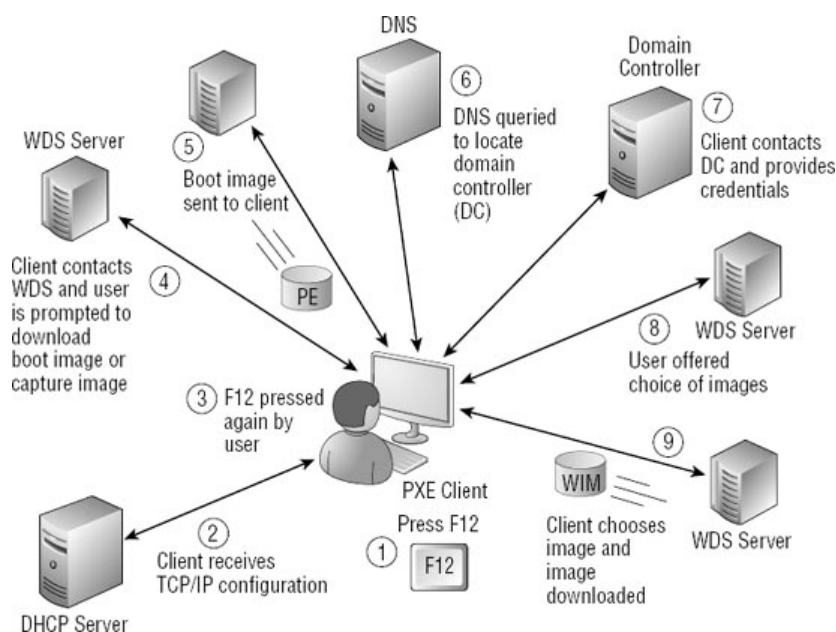 DNS
6
DNS queried
to locate
domain
controller
(DC)
Domain
Controller
7
Client contacts
DC and provides
credentials
5
Boot image
sent to client
PE
WDS Server
4
Client contacts
WDS and user
is prompted to
download
boot image or
capture image
WDS Server
8
User offered
choice of images
3
F12 pressed
again by
user
9
WIM
WDS Server
Client chooses
image and
image
downloaded
PXE Client
Press F12
1
F12
2
Client receives
TCP/IP configuration
DHCP Server